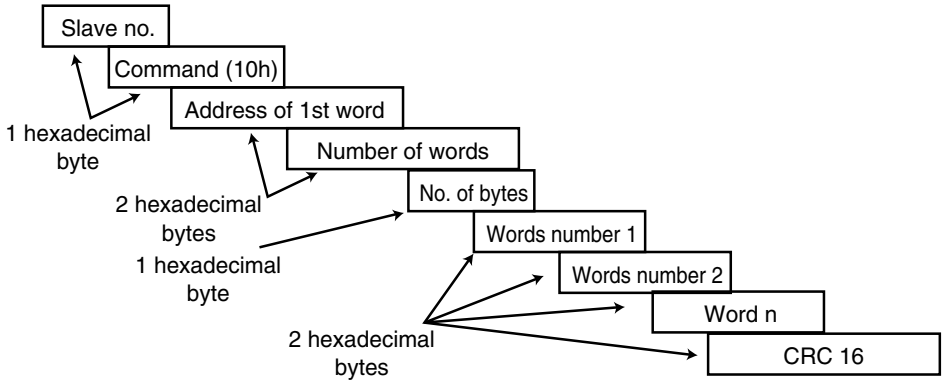 Slave no.
Command (10h)
Address of 1st word
1 hexadecimal
byte
Number of words
No. of bytes
2 hexadecimal
bytes
Words number 1
1 hexadecimal
byte
Words number 2
Word n
2 hexadecimal
bytes
CRC 16